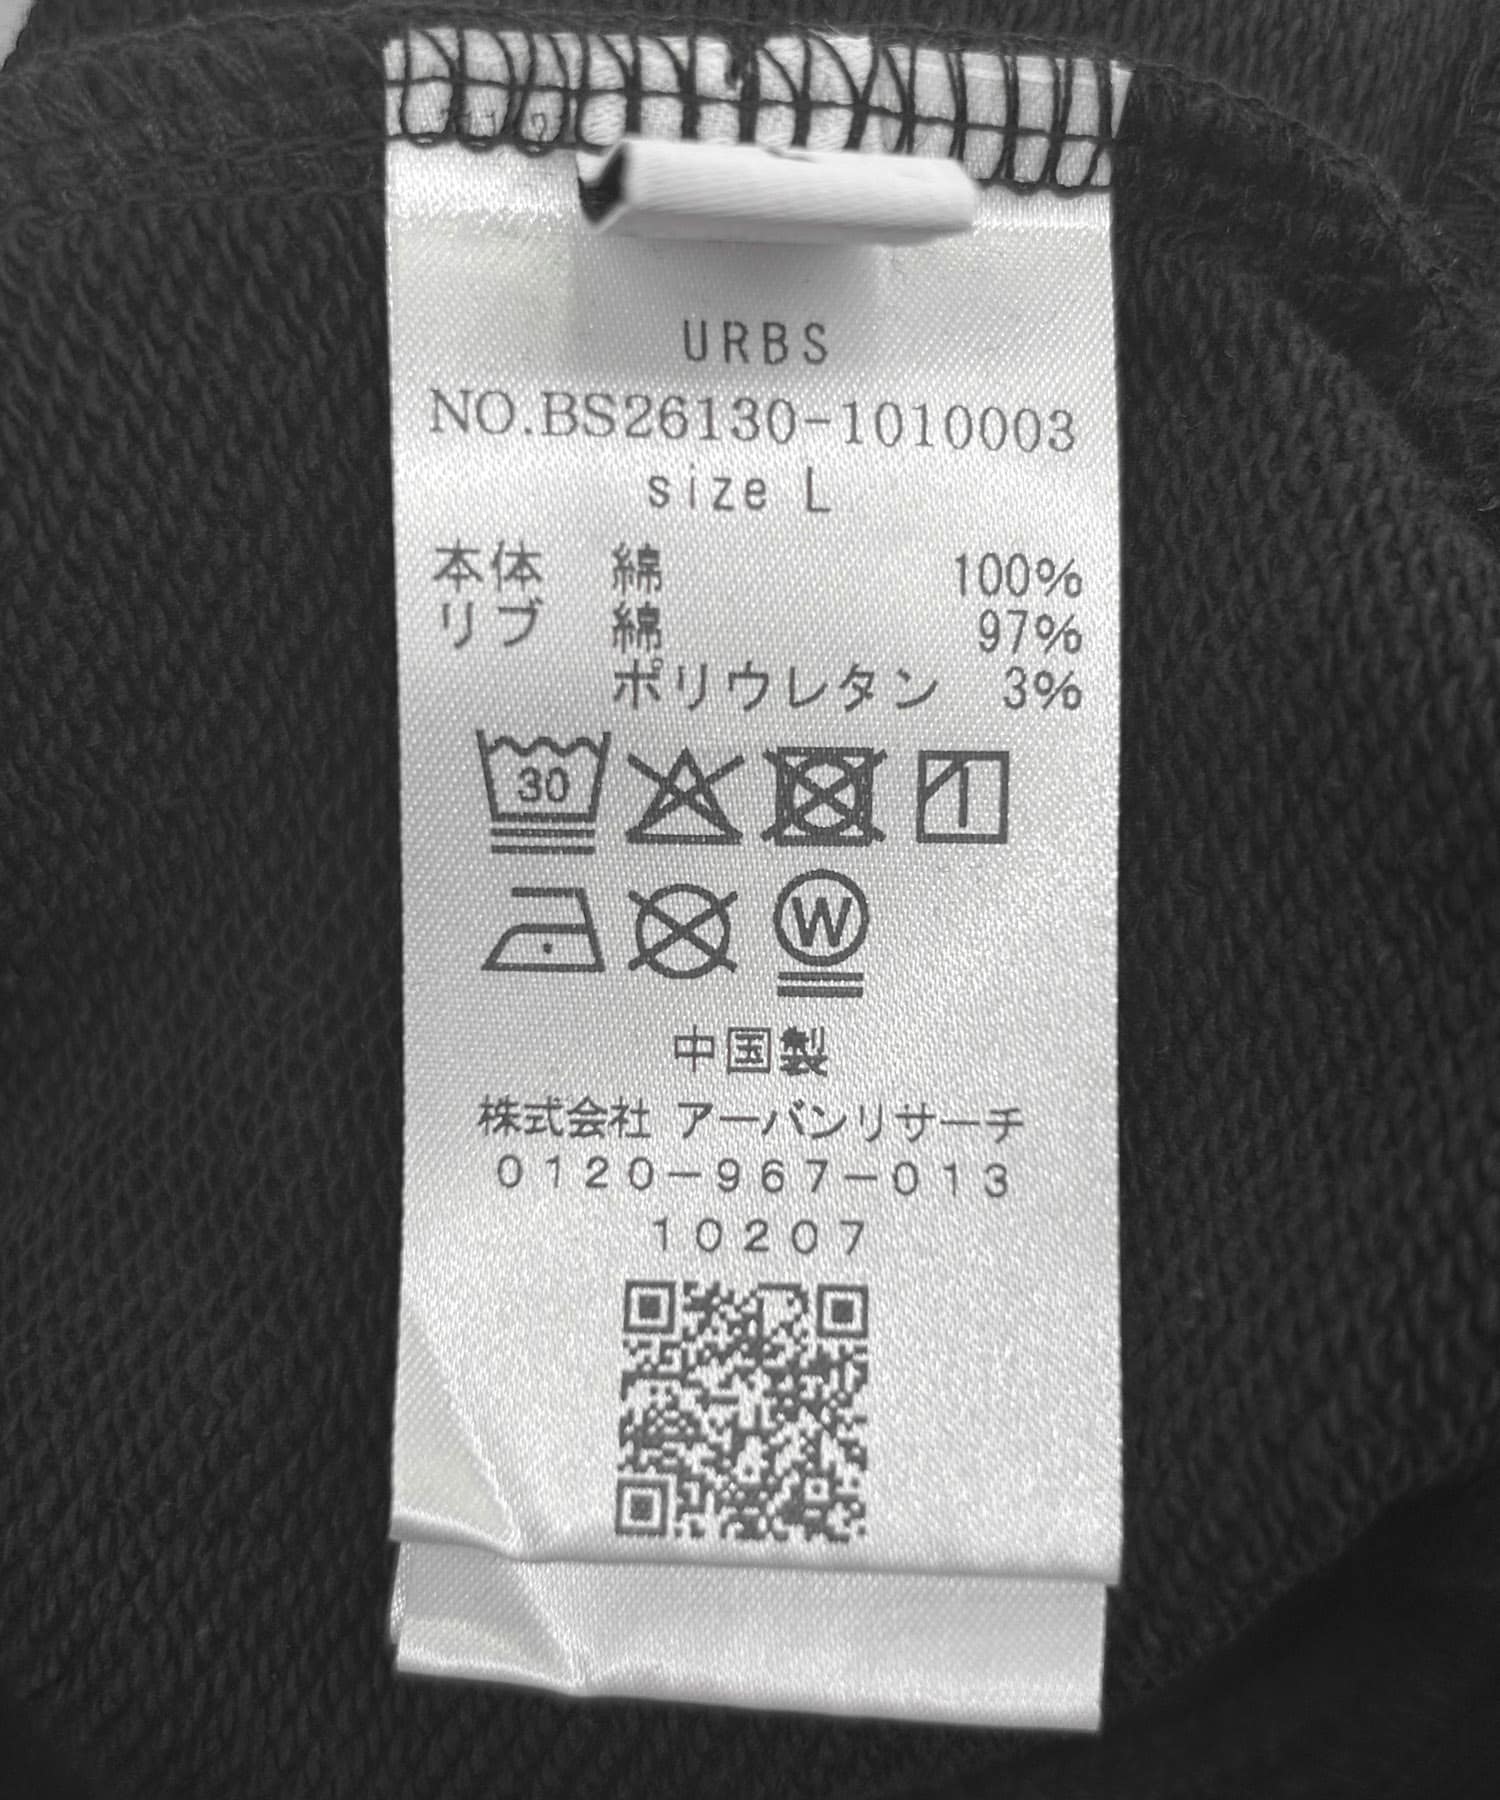 URBS
NO.BS26130-1010003
size L
本体 綿 100%
リブ 綿 97%
ポリウレタン 3%
30
W
中国製
株式会社 アーバンリサーチ
0120-967-013
10207